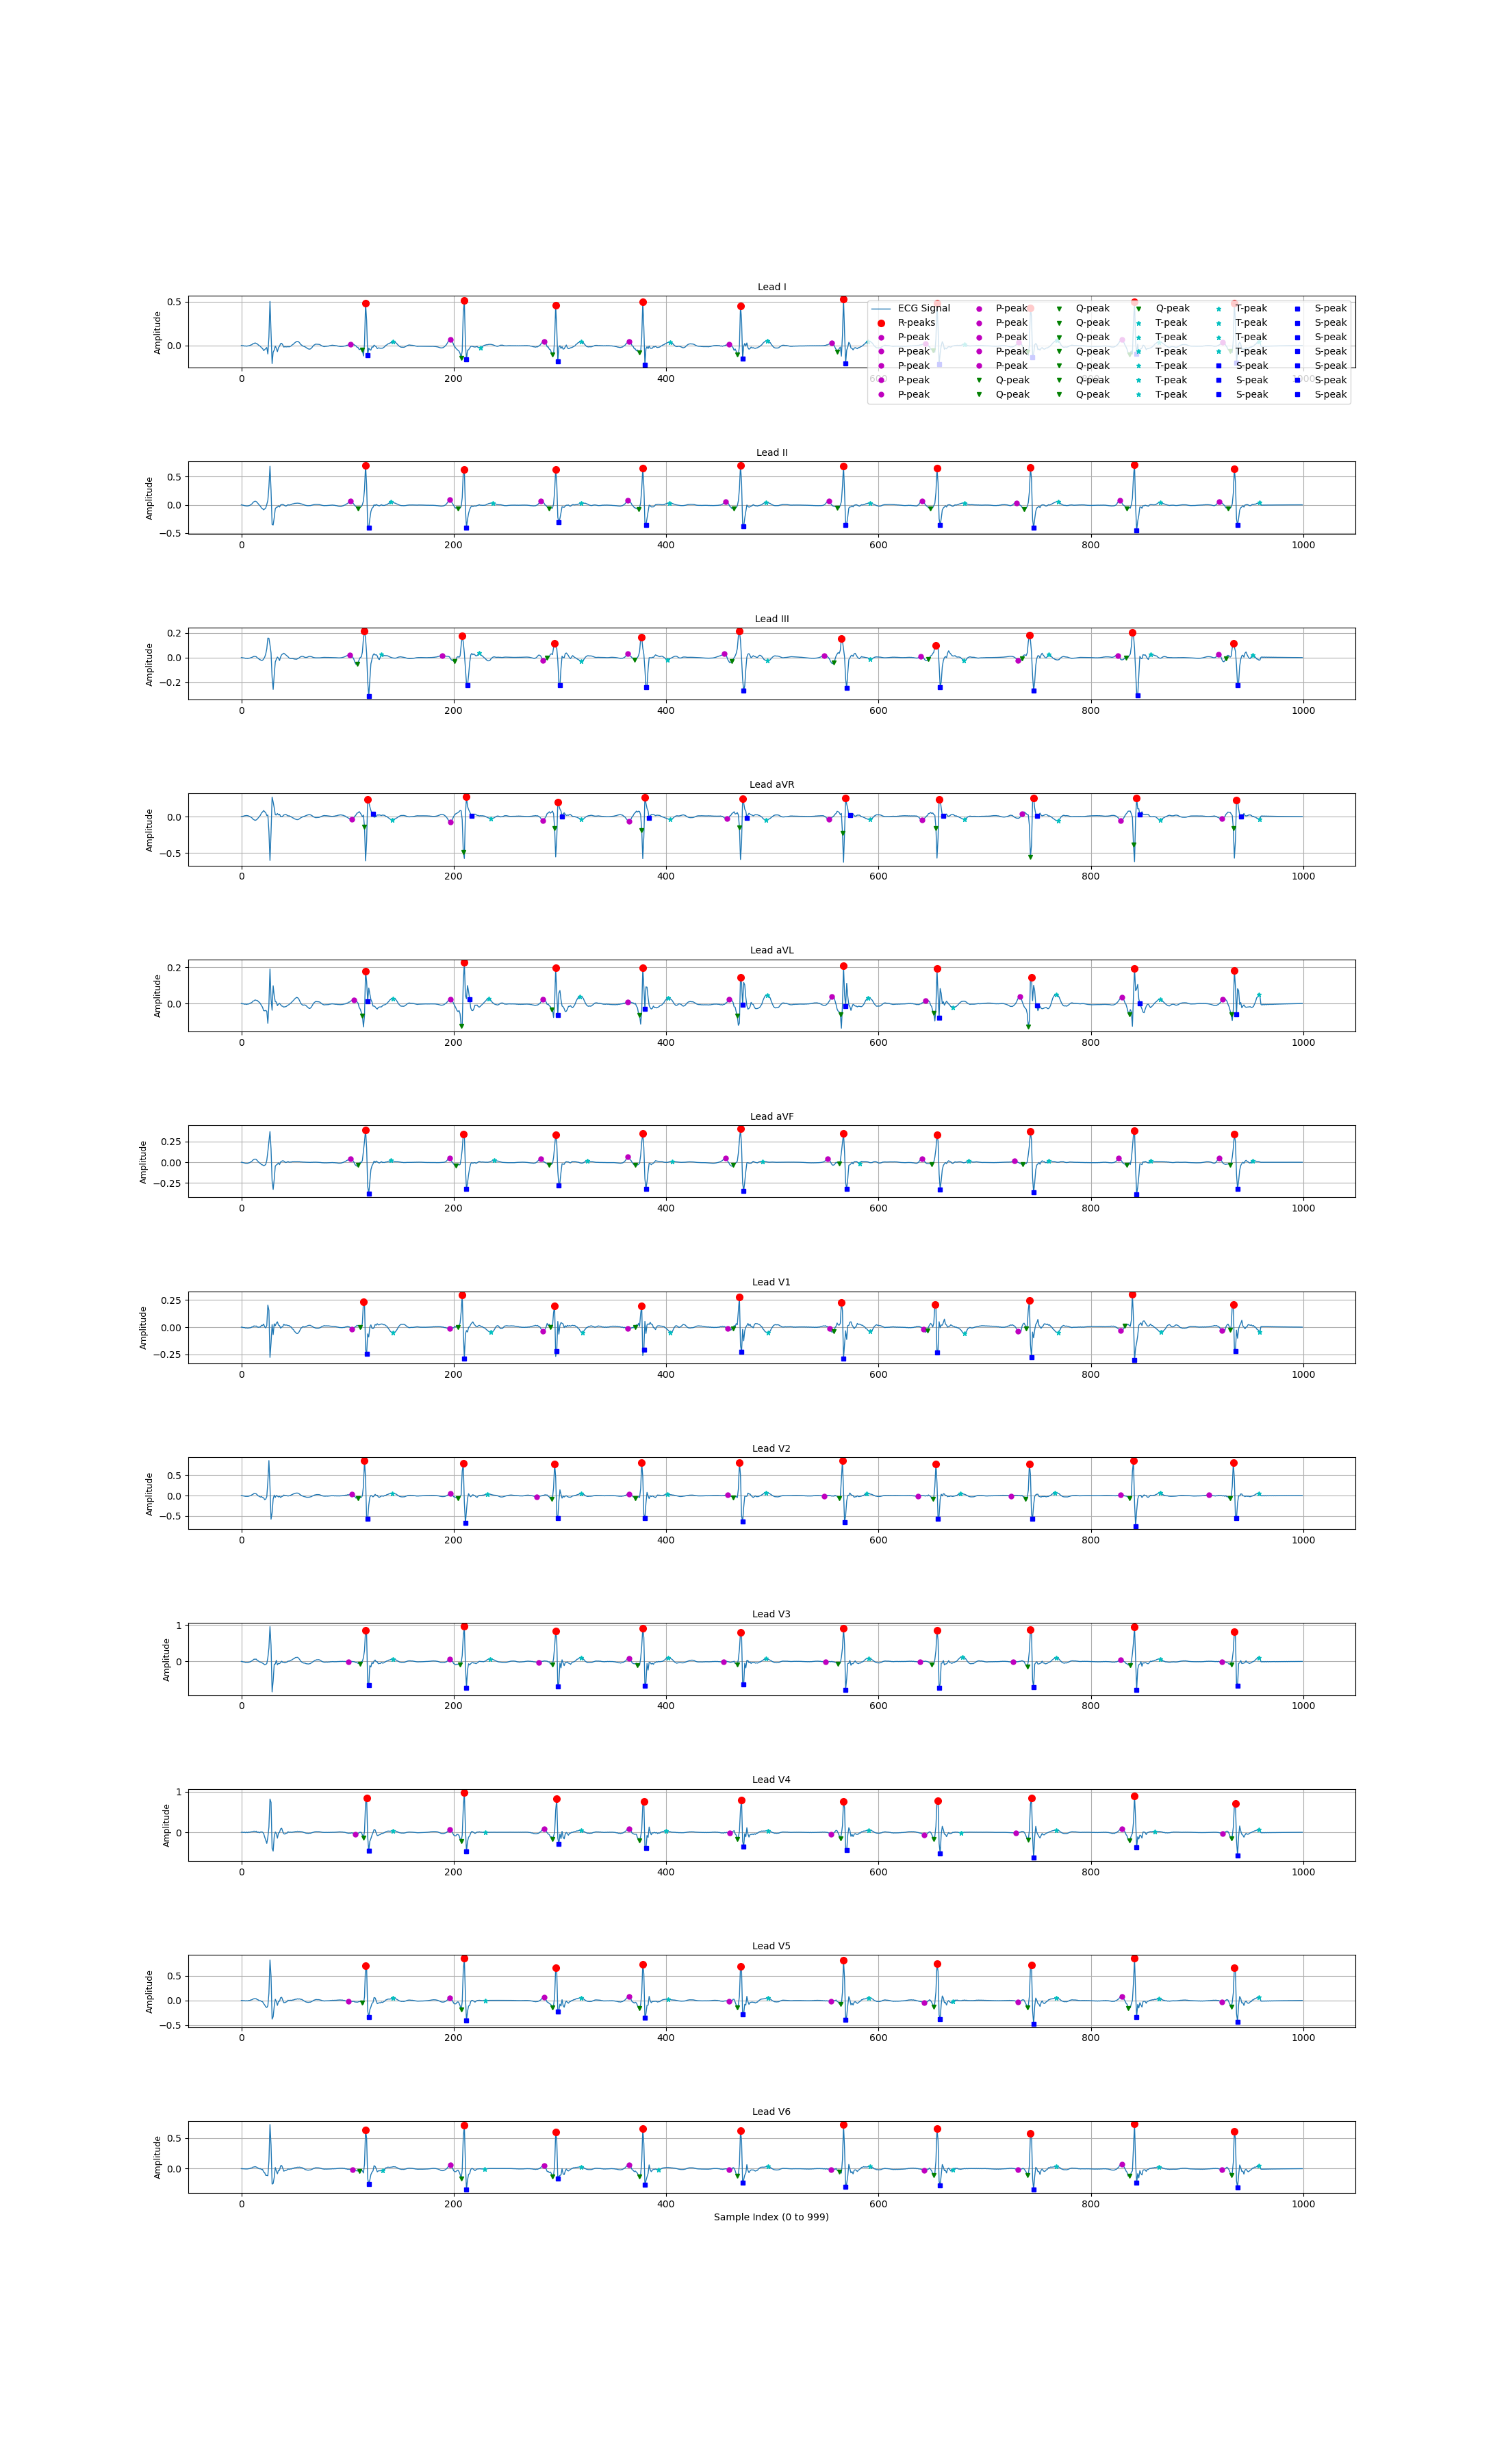 Lead I
Amplitude
0.5
0.0
ECG Signal P-peak Q-peak Q-peak T-peak S-peak
R-peaks P-peak Q-peak T-peak T-peak S-peak
P-peak P-peak Q-peak T-peak T-peak S-peak
P-peak P-peak Q-peak T-peak T-peak S-peak
P-peak P-peak Q-peak T-peak S-peak S-peak
P-peak Q-peak Q-peak T-peak S-peak S-peak
P-peak Q-peak Q-peak T-peak S-peak S-peak
0 200 400 600 800 1000
Lead II
Amplitude
0.5
0.0
−0.5
0 200 400 600 800 1000
Lead III
Amplitude
0.2
0.0
−0.2
0 200 400 600 800 1000
Lead aVR
Amplitude
0.0
−0.5
0 200 400 600 800 1000
Lead aVL
Amplitude
0.2
0.0
0 200 400 600 800 1000
Lead aVF
Amplitude
0.25
0.00
−0.25
0 200 400 600 800 1000
Lead V1
Amplitude
0.25
0.00
−0.25
0 200 400 600 800 1000
Lead V2
Amplitude
0.5
0.0
−0.5
0 200 400 600 800 1000
Lead V3
Amplitude
1
0
0 200 400 600 800 1000
Lead V4
Amplitude
1
0
0 200 400 600 800 1000
Lead V5
Amplitude
0.5
0.0
−0.5
0 200 400 600 800 1000
Lead V6
Amplitude
0.5
0.0
0 200 400 600 800 1000
Sample Index (0 to 999)